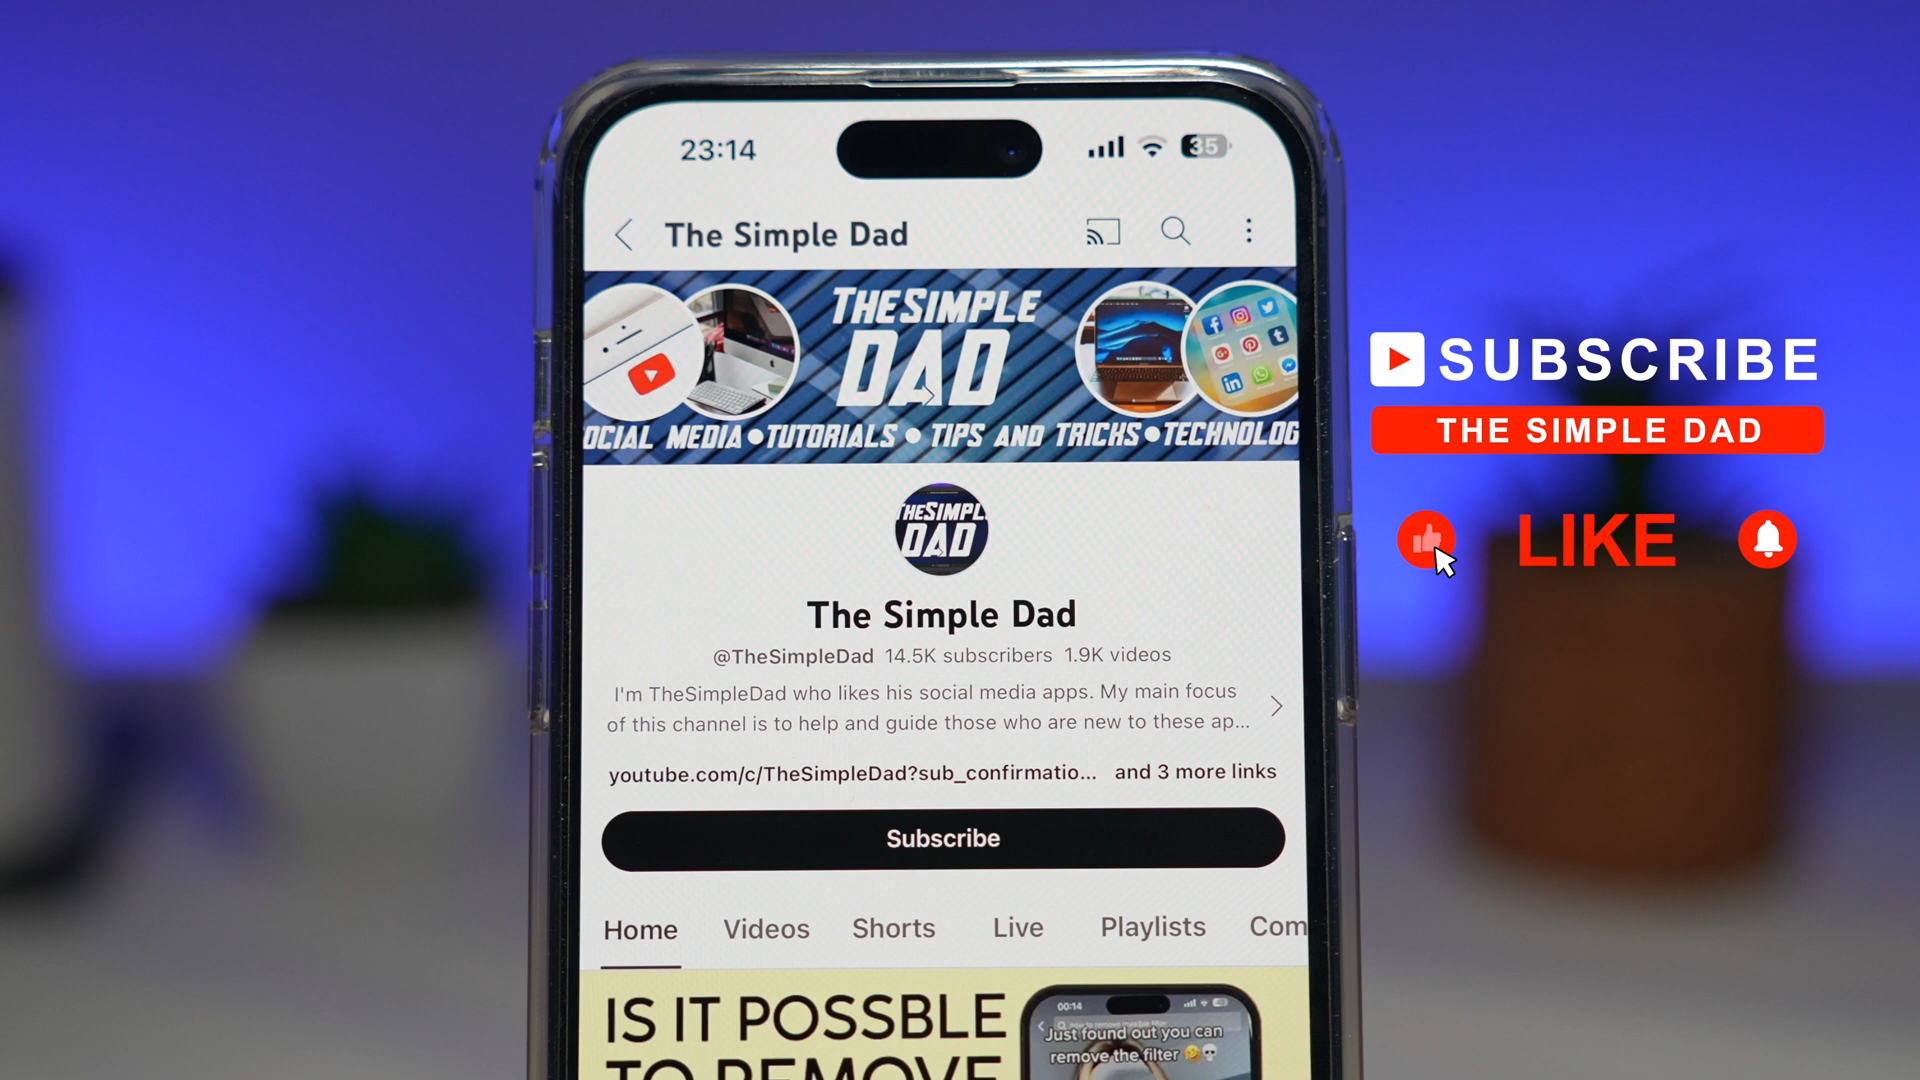 23:14
35
The Simple Dad
THESIMPLE
DAD
OCIAL MEDIA●TUTORIALS ● TIPS AND TRICKS●TECHNOLOG
HESIMPL
DAD
The Simple Dad
@TheSimpleDad 14.5K subscribers 1.9K videos
I'm TheSimpleDad who likes his social media apps. My main focus
of this channel is to help and guide those who are new to these ap...
youtube.com/c/TheSimpleDad?sub_confirmatio... and 3 more links
Subscribe
Home Videos Shorts Live Playlists Com
IS IT POSSBLE
TO REMOVE
00:14
Just found out you can
remove the filter 🤣💀
SUBSCRIBE
THE SIMPLE DAD
LIKE